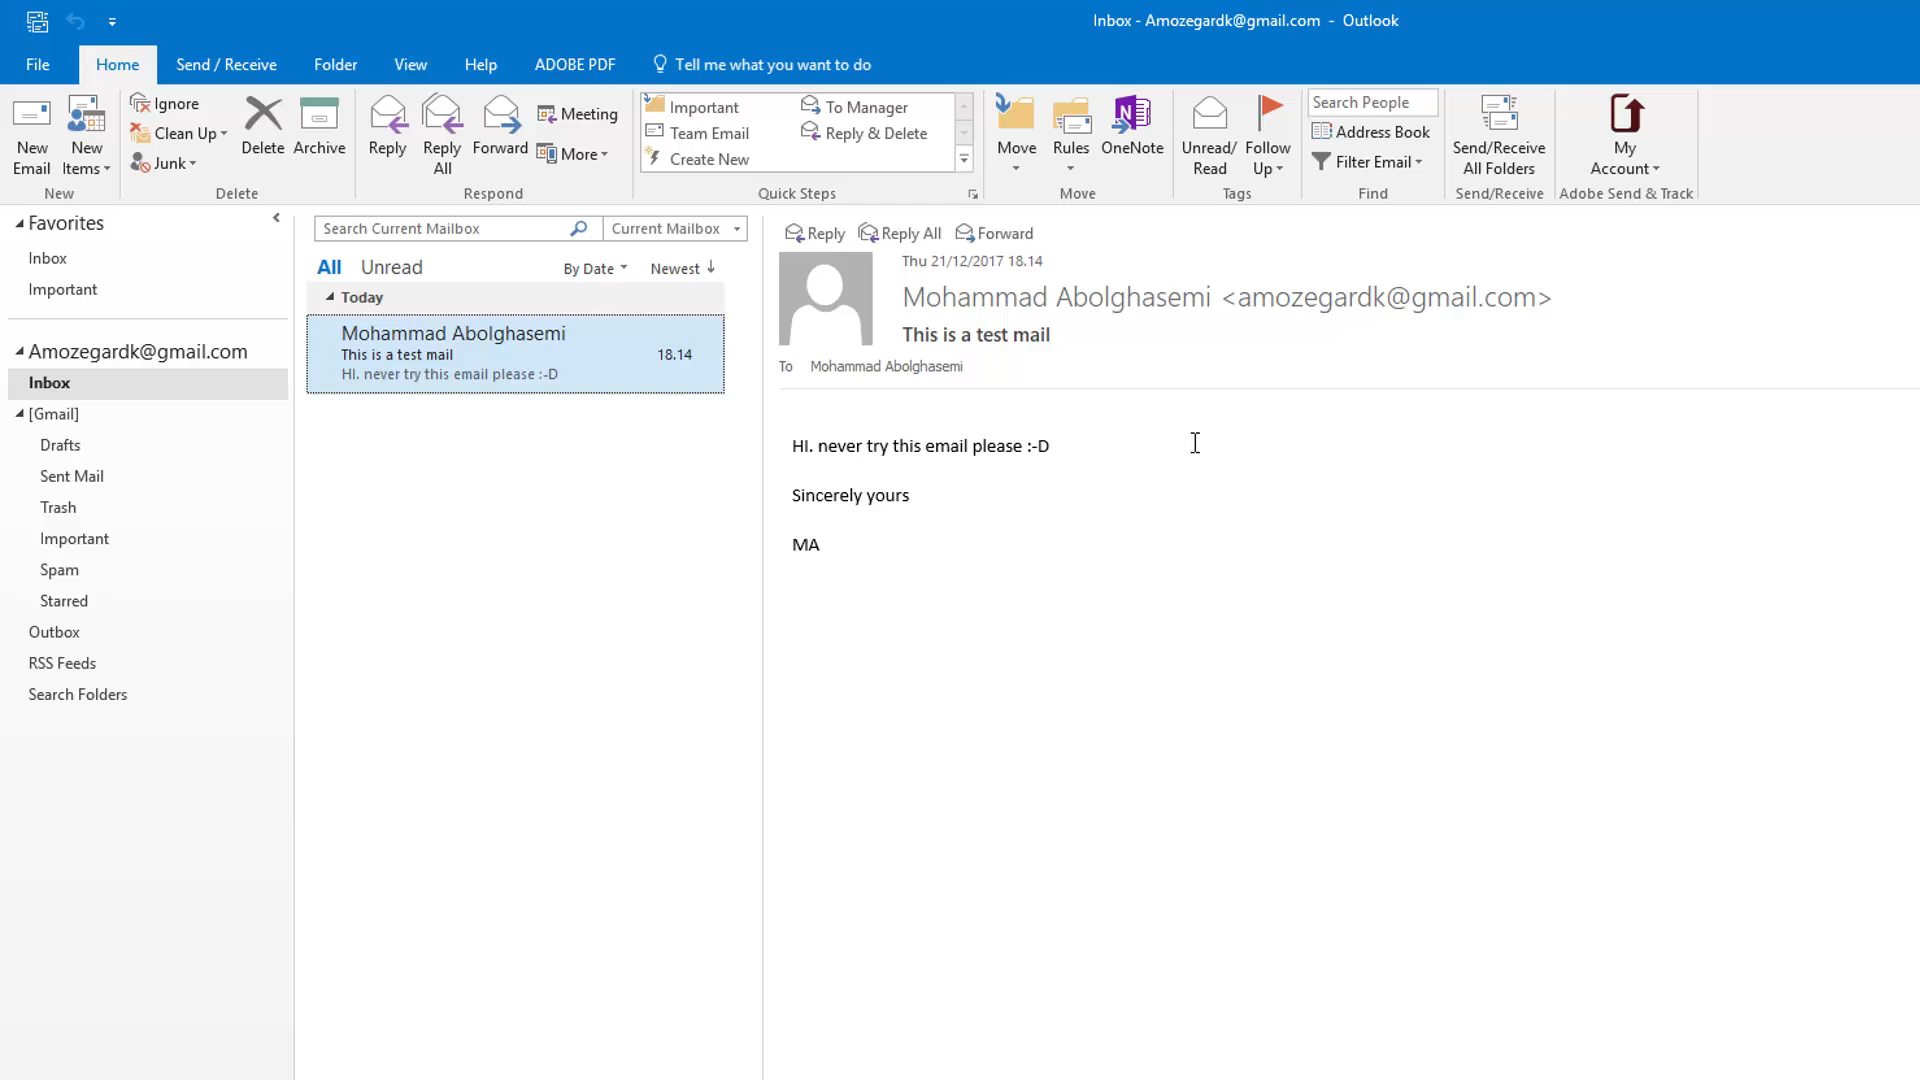 Inbox - Amozegardk@gmail.com - Outlook
File Home Send / Receive Folder View Help ADOBE PDF Tell me what you want to do
New Email
New Items
New
Ignore
Clean Up
Junk
Delete
Archive
Delete
Reply
Reply All
Forward
Meeting
More
Respond
Important
Team Email
Create New
To Manager
Reply & Delete
Quick Steps
Move
Rules
OneNote
Move
Unread/ Read
Follow Up
Tags
Search People
Address Book
Filter Email
Find
Send/Receive All Folders
Send/Receive
My Account
Adobe Send & Track
Favorites
Inbox
Important
Amozegardk@gmail.com
Inbox
[Gmail]
Drafts
Sent Mail
Trash
Important
Spam
Starred
Outbox
RSS Feeds
Search Folders
Search Current Mailbox Current Mailbox
All Unread By Date Newest
Today
Mohammad Abolghasemi
This is a test mail 18.14
HI. never try this email please :-D
Reply Reply All Forward
Thu 21/12/2017 18.14
Mohammad Abolghasemi <amozegardk@gmail.com>
This is a test mail
To Mohammad Abolghasemi
HI. never try this email please :-D
Sincerely yours
MA